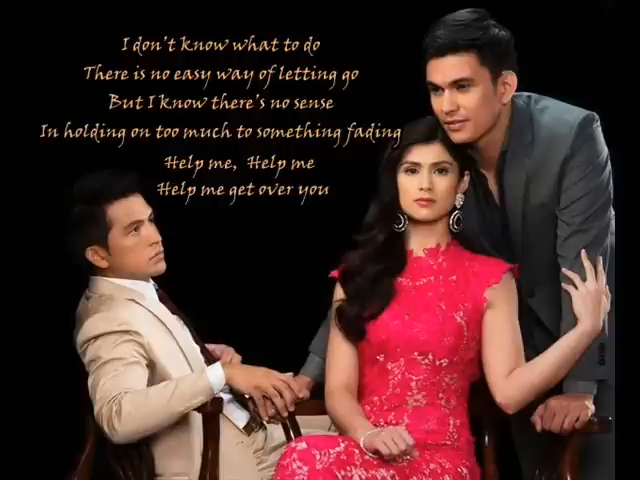 I don't know what to do
There is no easy way of letting go
But I know there's no sense
In holding on too much to something fading
Help me, Help me
Help me get over you